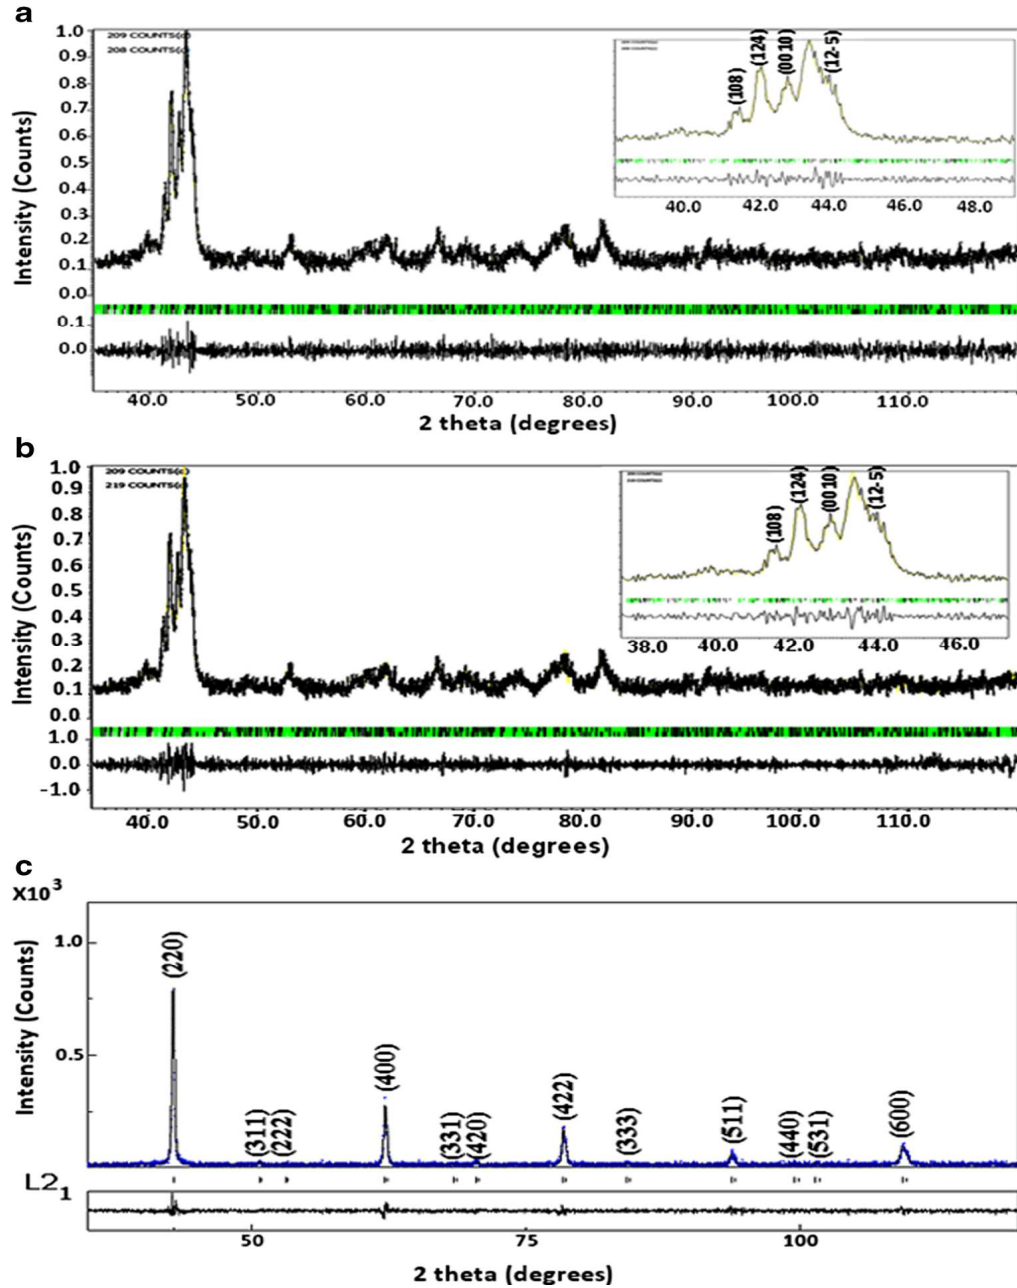 a
209 COUNTS
208 COUNTS
1.0
0.9
0.8
0.7
0.6
0.5
0.4
0.3
0.2
0.1
0.0
0.1
0.0
Intensity (Counts)
(108)
(124)
(0010)
(12-5)
40.0 42.0 44.0 46.0 48.0
40.0 50.0 60.0 70.0 80.0 90.0 100.0 110.0
2 theta (degrees)
b
209 COUNTS
219 COUNTS
1.0
0.9
0.8
0.7
0.6
0.5
0.4
0.3
0.2
0.1
0.0
1.0
0.0
-1.0
Intensity (Counts)
(108)
(124)
(0010)
(12-5)
38.0 40.0 42.0 44.0 46.0
40.0 50.0 60.0 70.0 80.0 90.0 100.0 110.0
2 theta (degrees)
c
X10³
1.0
0.5
Intensity (Counts)
(220)
(311)
(222)
(400)
(331)
(420)
(422)
(333)
(511)
(440)
(531)
(600)
L2₁
50 75 100
2 theta (degrees)